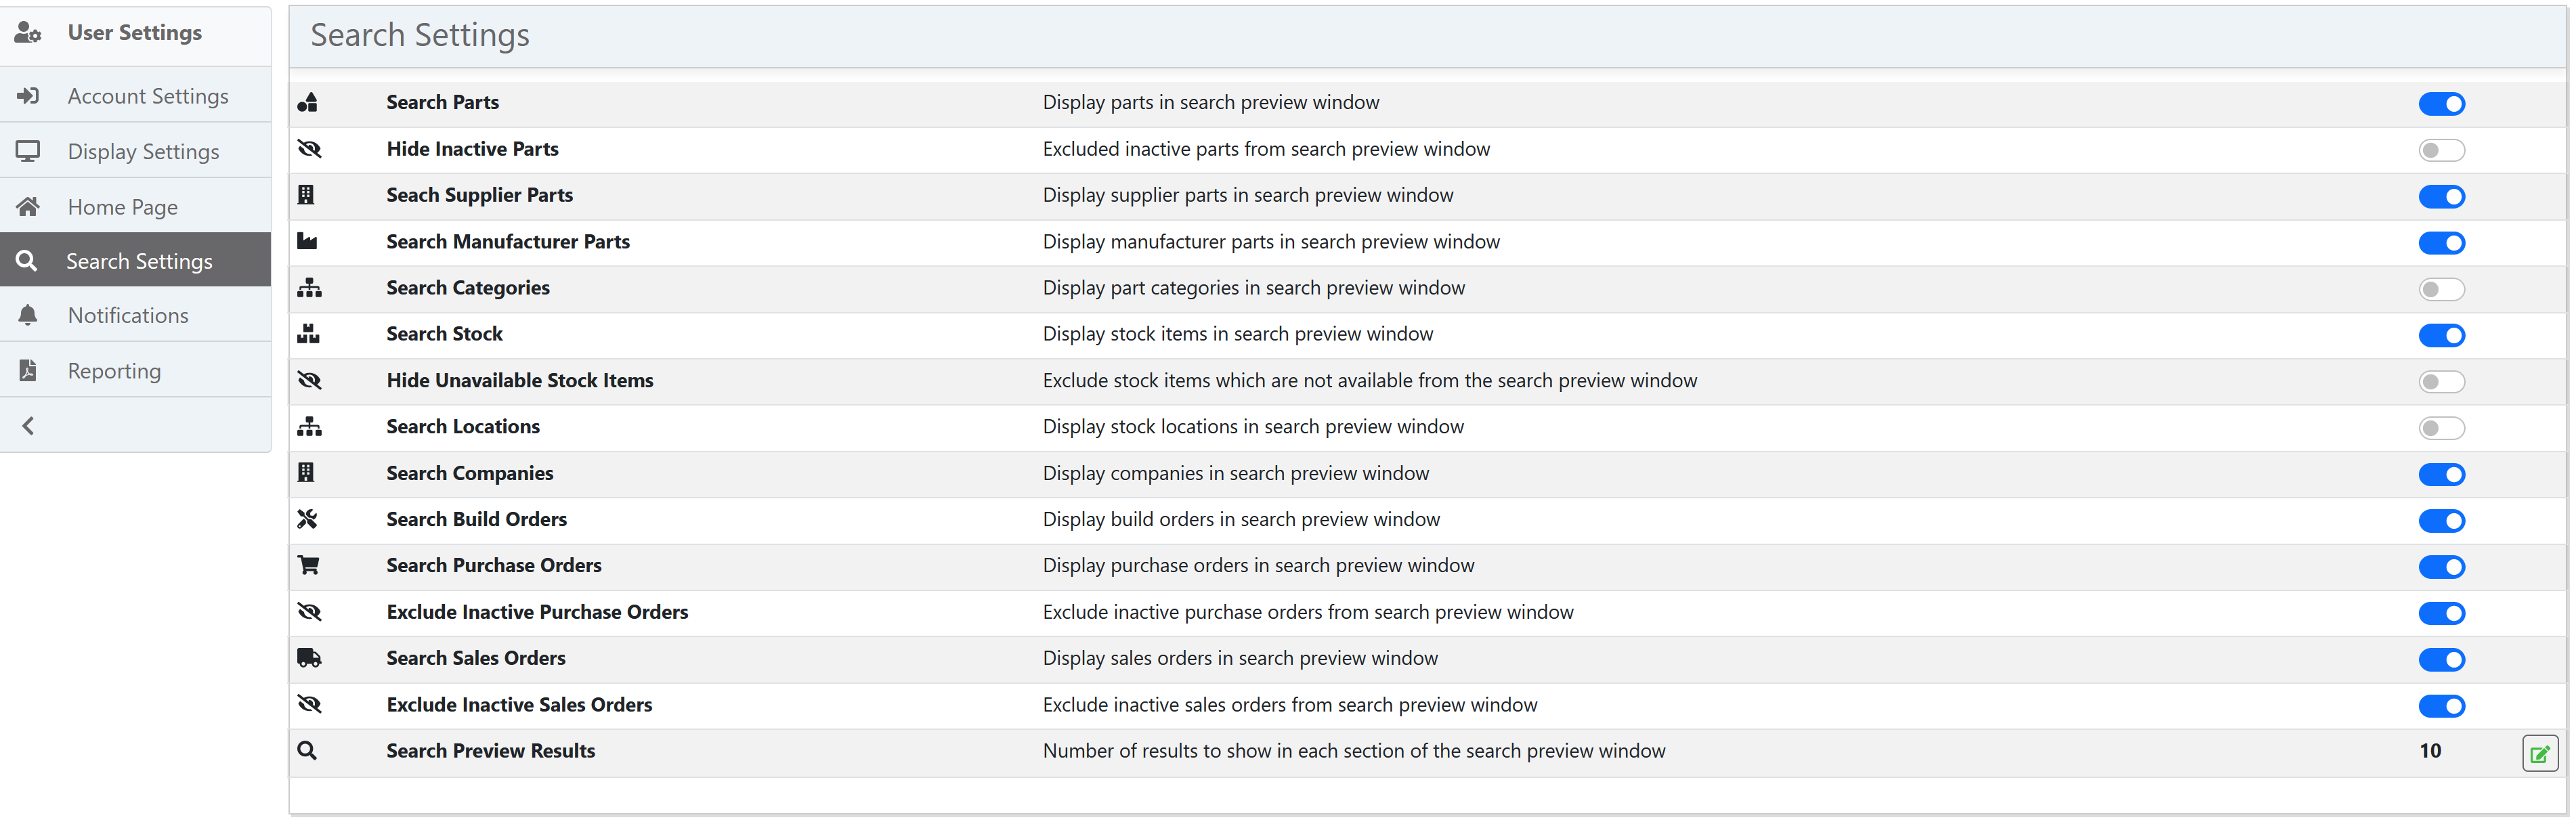 User Settings
Account Settings
Display Settings
Home Page
Search Settings
Notifications
Reporting
Search Settings
Search Parts Display parts in search preview window
Hide Inactive Parts Excluded inactive parts from search preview window
Seach Supplier Parts Display supplier parts in search preview window
Search Manufacturer Parts Display manufacturer parts in search preview window
Search Categories Display part categories in search preview window
Search Stock Display stock items in search preview window
Hide Unavailable Stock Items Exclude stock items which are not available from the search preview window
Search Locations Display stock locations in search preview window
Search Companies Display companies in search preview window
Search Build Orders Display build orders in search preview window
Search Purchase Orders Display purchase orders in search preview window
Exclude Inactive Purchase Orders Exclude inactive purchase orders from search preview window
Search Sales Orders Display sales orders in search preview window
Exclude Inactive Sales Orders Exclude inactive sales orders from search preview window
Search Preview Results Number of results to show in each section of the search preview window 10